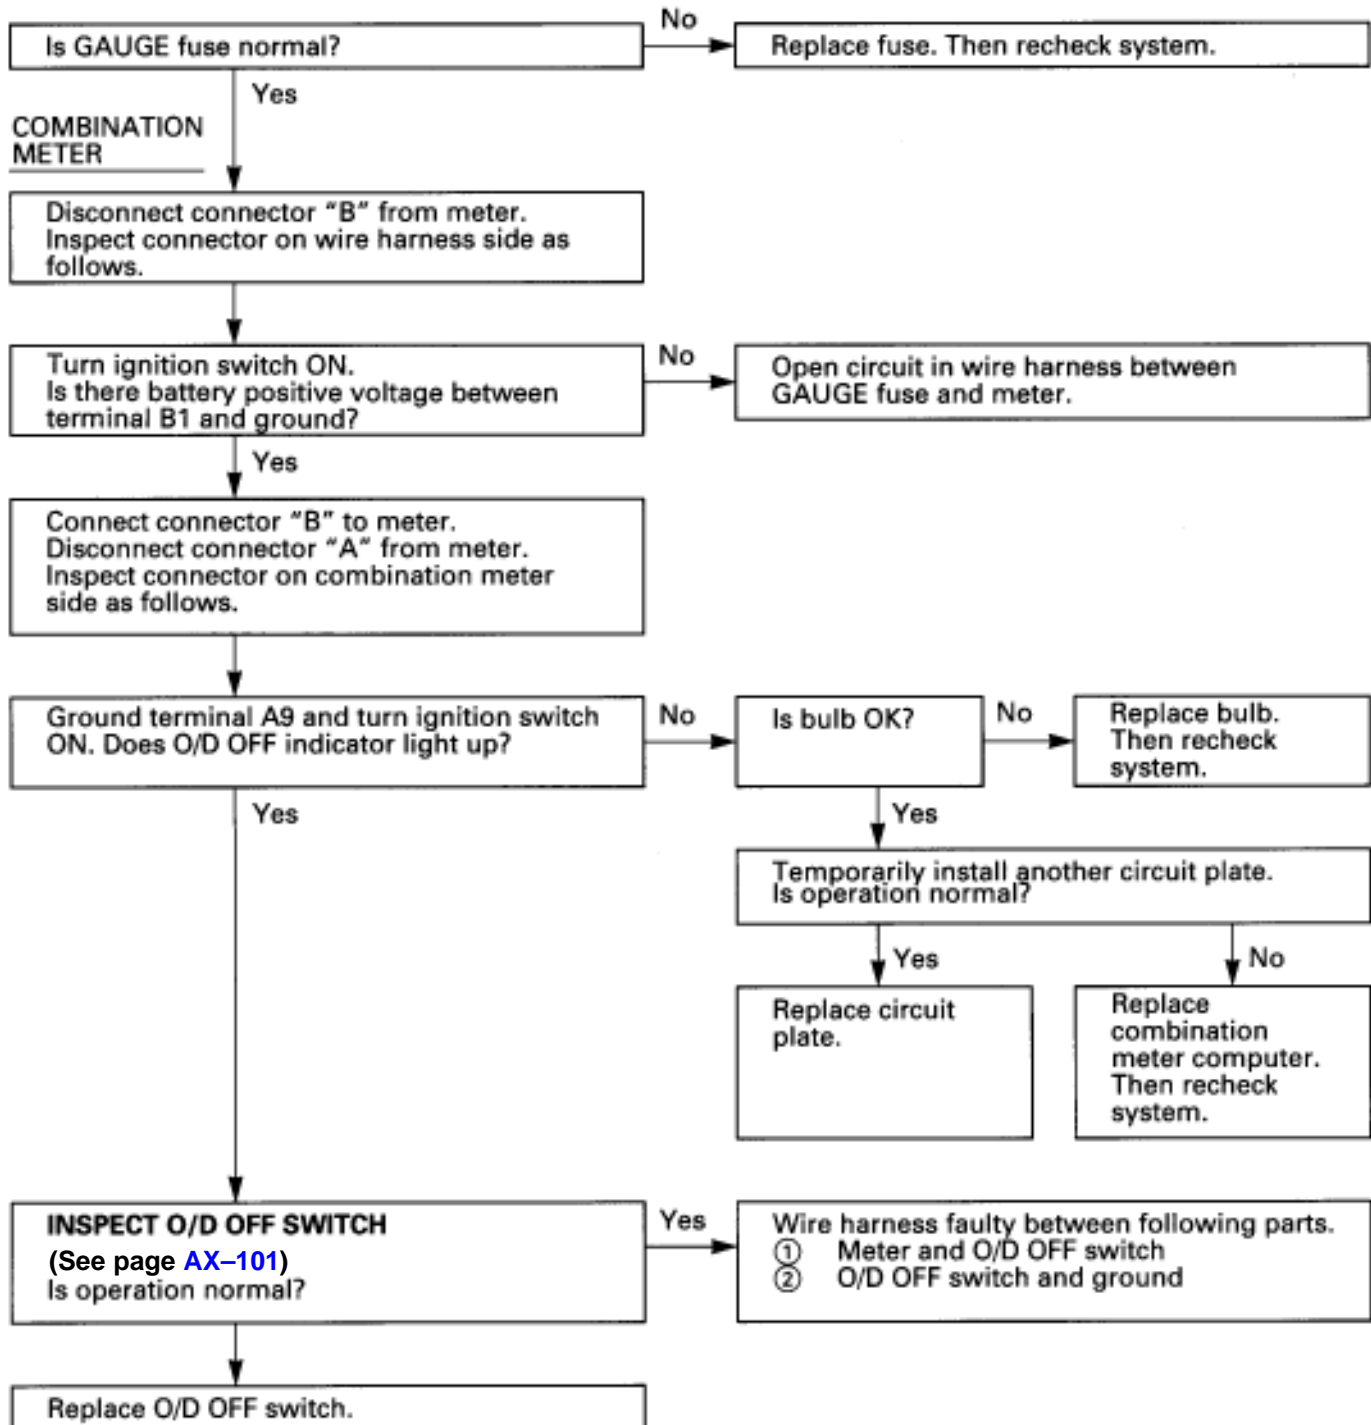 Is GAUGE fuse normal?
No
Replace fuse. Then recheck system.
Yes
COMBINATION
METER
Disconnect connector “B” from meter.
Inspect connector on wire harness side as
follows.
Turn ignition switch ON.
Is there battery positive voltage between
terminal B1 and ground?
No
Open circuit in wire harness between
GAUGE fuse and meter.
Yes
Connect connector “B” to meter.
Disconnect connector “A” from meter.
Inspect connector on combination meter
side as follows.
Ground terminal A9 and turn ignition switch
ON. Does O/D OFF indicator light up?
No
Is bulb OK?
No
Replace bulb.
Then recheck
system.
Yes
Yes
Temporarily install another circuit plate.
Is operation normal?
Yes
No
Replace circuit
plate.
Replace
combination
meter computer.
Then recheck
system.
INSPECT O/D OFF SWITCH
(See page AX–101)
Is operation normal?
Yes
Wire harness faulty between following parts.
① Meter and O/D OFF switch
② O/D OFF switch and ground
Replace O/D OFF switch.